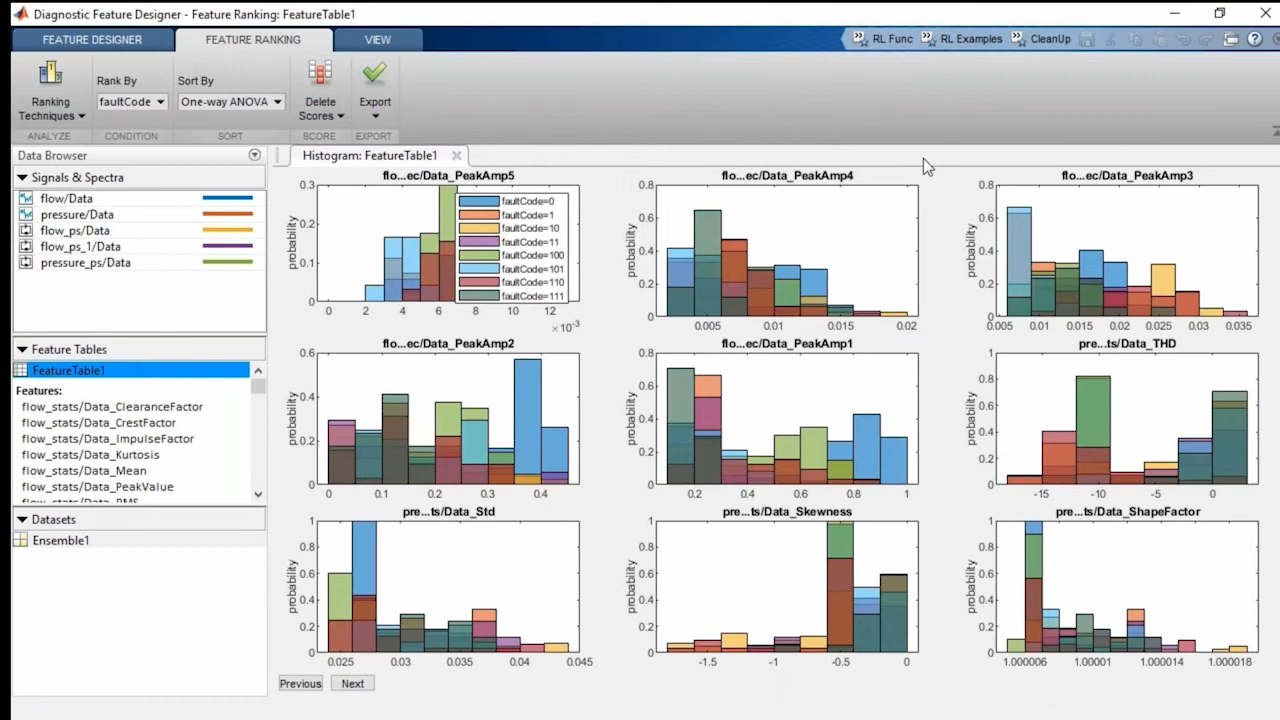 Diagnostic Feature Designer - Feature Ranking: FeatureTable1
FEATURE DESIGNER
FEATURE RANKING
VIEW
RL Func
RL Examples
CleanUp
Rank By
Sort By
Ranking
Techniques
faultCode
One-way ANOVA
Delete
Scores
Export
ANALYZE
CONDITION
SORT
SCORE
EXPORT
Data Browser
Signals & Spectra
flow/Data
pressure/Data
flow_ps/Data
flow_ps_1/Data
pressure_ps/Data
Feature Tables
FeatureTable1
Features:
flow_stats/Data_ClearanceFactor
flow_stats/Data_CrestFactor
flow_stats/Data_ImpulseFactor
flow_stats/Data_Kurtosis
flow_stats/Data_Mean
flow_stats/Data_PeakValue
flow_stats/Data_RMS
Datasets
Ensemble1
Histogram: FeatureTable1
flo...ec/Data_PeakAmp5
probability
0.3
0.2
0.1
0
0 2 4 6 8 10 12
×10⁻³
faultCode=0
faultCode=1
faultCode=10
faultCode=11
faultCode=100
faultCode=101
faultCode=110
faultCode=111
flo...ec/Data_PeakAmp4
probability
0.8
0.6
0.4
0.2
0
0.005 0.01 0.015 0.02
flo...ec/Data_PeakAmp3
probability
0.8
0.6
0.4
0.2
0
0.005 0.01 0.015 0.02 0.025 0.03 0.035
flo...ec/Data_PeakAmp2
probability
0.6
0.4
0.2
0
0 0.1 0.2 0.3 0.4
flo...ec/Data_PeakAmp1
probability
0.8
0.6
0.4
0.2
0
0.2 0.4 0.6 0.8 1
pre...ts/Data_THD
probability
1
0.8
0.6
0.4
0.2
0
-15 -10 -5 0
pre...ts/Data_Std
probability
1
0.8
0.6
0.4
0.2
0
0.025 0.03 0.035 0.04 0.045
pre...ts/Data_Skewness
probability
1
0.8
0.6
0.4
0.2
0
-1.5 -1 -0.5 0
pre...ts/Data_ShapeFactor
probability
1
0.8
0.6
0.4
0.2
0
1.000006 1.00001 1.000014 1.000018
Previous
Next